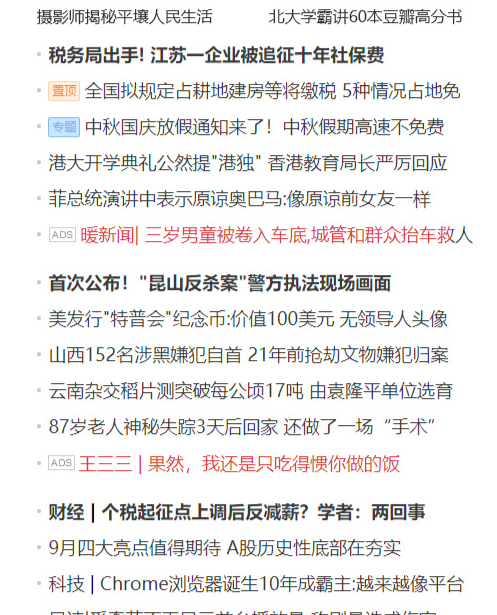 摄影师揭秘平壤人民生活 北大学霸讲60本豆瓣高分书
税务局出手! 江苏一企业被追征十年社保费
置顶 全国拟规定占耕地建房等将缴税 5种情况占地免
专题 中秋国庆放假通知来了！中秋假期高速不免费
港大开学典礼公然提"港独" 香港教育局长严厉回应
菲总统演讲中表示原谅奥巴马:像原谅前女友一样
ADS 暖新闻| 三岁男童被卷入车底,城管和群众抬车救人
首次公布！"昆山反杀案"警方执法现场画面
美发行"特普会"纪念币:价值100美元 无领导人头像
山西152名涉黑嫌犯自首 21年前抢劫文物嫌犯归案
云南杂交稻片测突破每公顷17吨 由袁隆平单位选育
87岁老人神秘失踪3天后回家 还做了一场“手术”
ADS 王三三 | 果然，我还是只吃得惯你做的饭
财经 | 个税起征点上调后反减薪？学者：两回事
9月四大亮点值得期待 A股历史性底部在夯实
科技 | Chrome浏览器诞生10年成霸主:越来越像平台